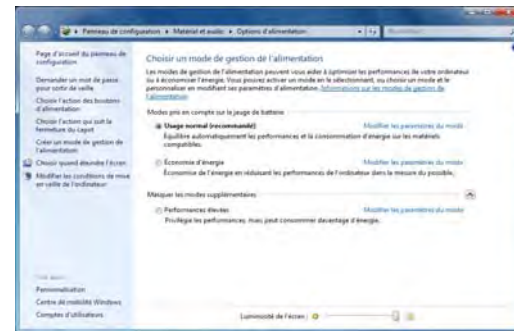 Panneau de configuration ▸ Matériel et audio ▸ Options d'alimentation
Page d'accueil du panneau de
configuration
Demander un mot de passe
pour sortir de veille
Choisir l'action des boutons
d'alimentation
Choisir l'action qui suit la
fermeture du capot
Créer un mode de gestion de
l'alimentation
Choisir quand éteindre l'écran
Modifier les conditions de mise
en veille de l'ordinateur
Choisir un mode de gestion de l'alimentation
Les modes de gestion de l'alimentation peuvent vous aider à optimiser les performances de votre ordinateur
ou à économiser l'énergie. Vous pouvez activer un mode en le sélectionnant, ou choisir un mode et le
personnaliser en modifiant ses paramètres d'alimentation. Informations sur les modes de gestion de
l'alimentation
Modes pris en compte sur la jauge de batterie
Usage normal (recommandé) Modifier les paramètres du mode
Équilibre automatiquement les performances et la consommation d'énergie sur les matériels
compatibles.
Économie d'énergie Modifier les paramètres du mode
Économise de l'énergie en réduisant les performances de l'ordinateur dans la mesure du possible.
Masquer les modes supplémentaires
Performances élevées Modifier les paramètres du mode
Privilégie les performances, mais peut consommer davantage d'énergie.
Voir aussi
Personnalisation
Centre de mobilité Windows
Comptes d'utilisateurs
Luminosité de l'écran :